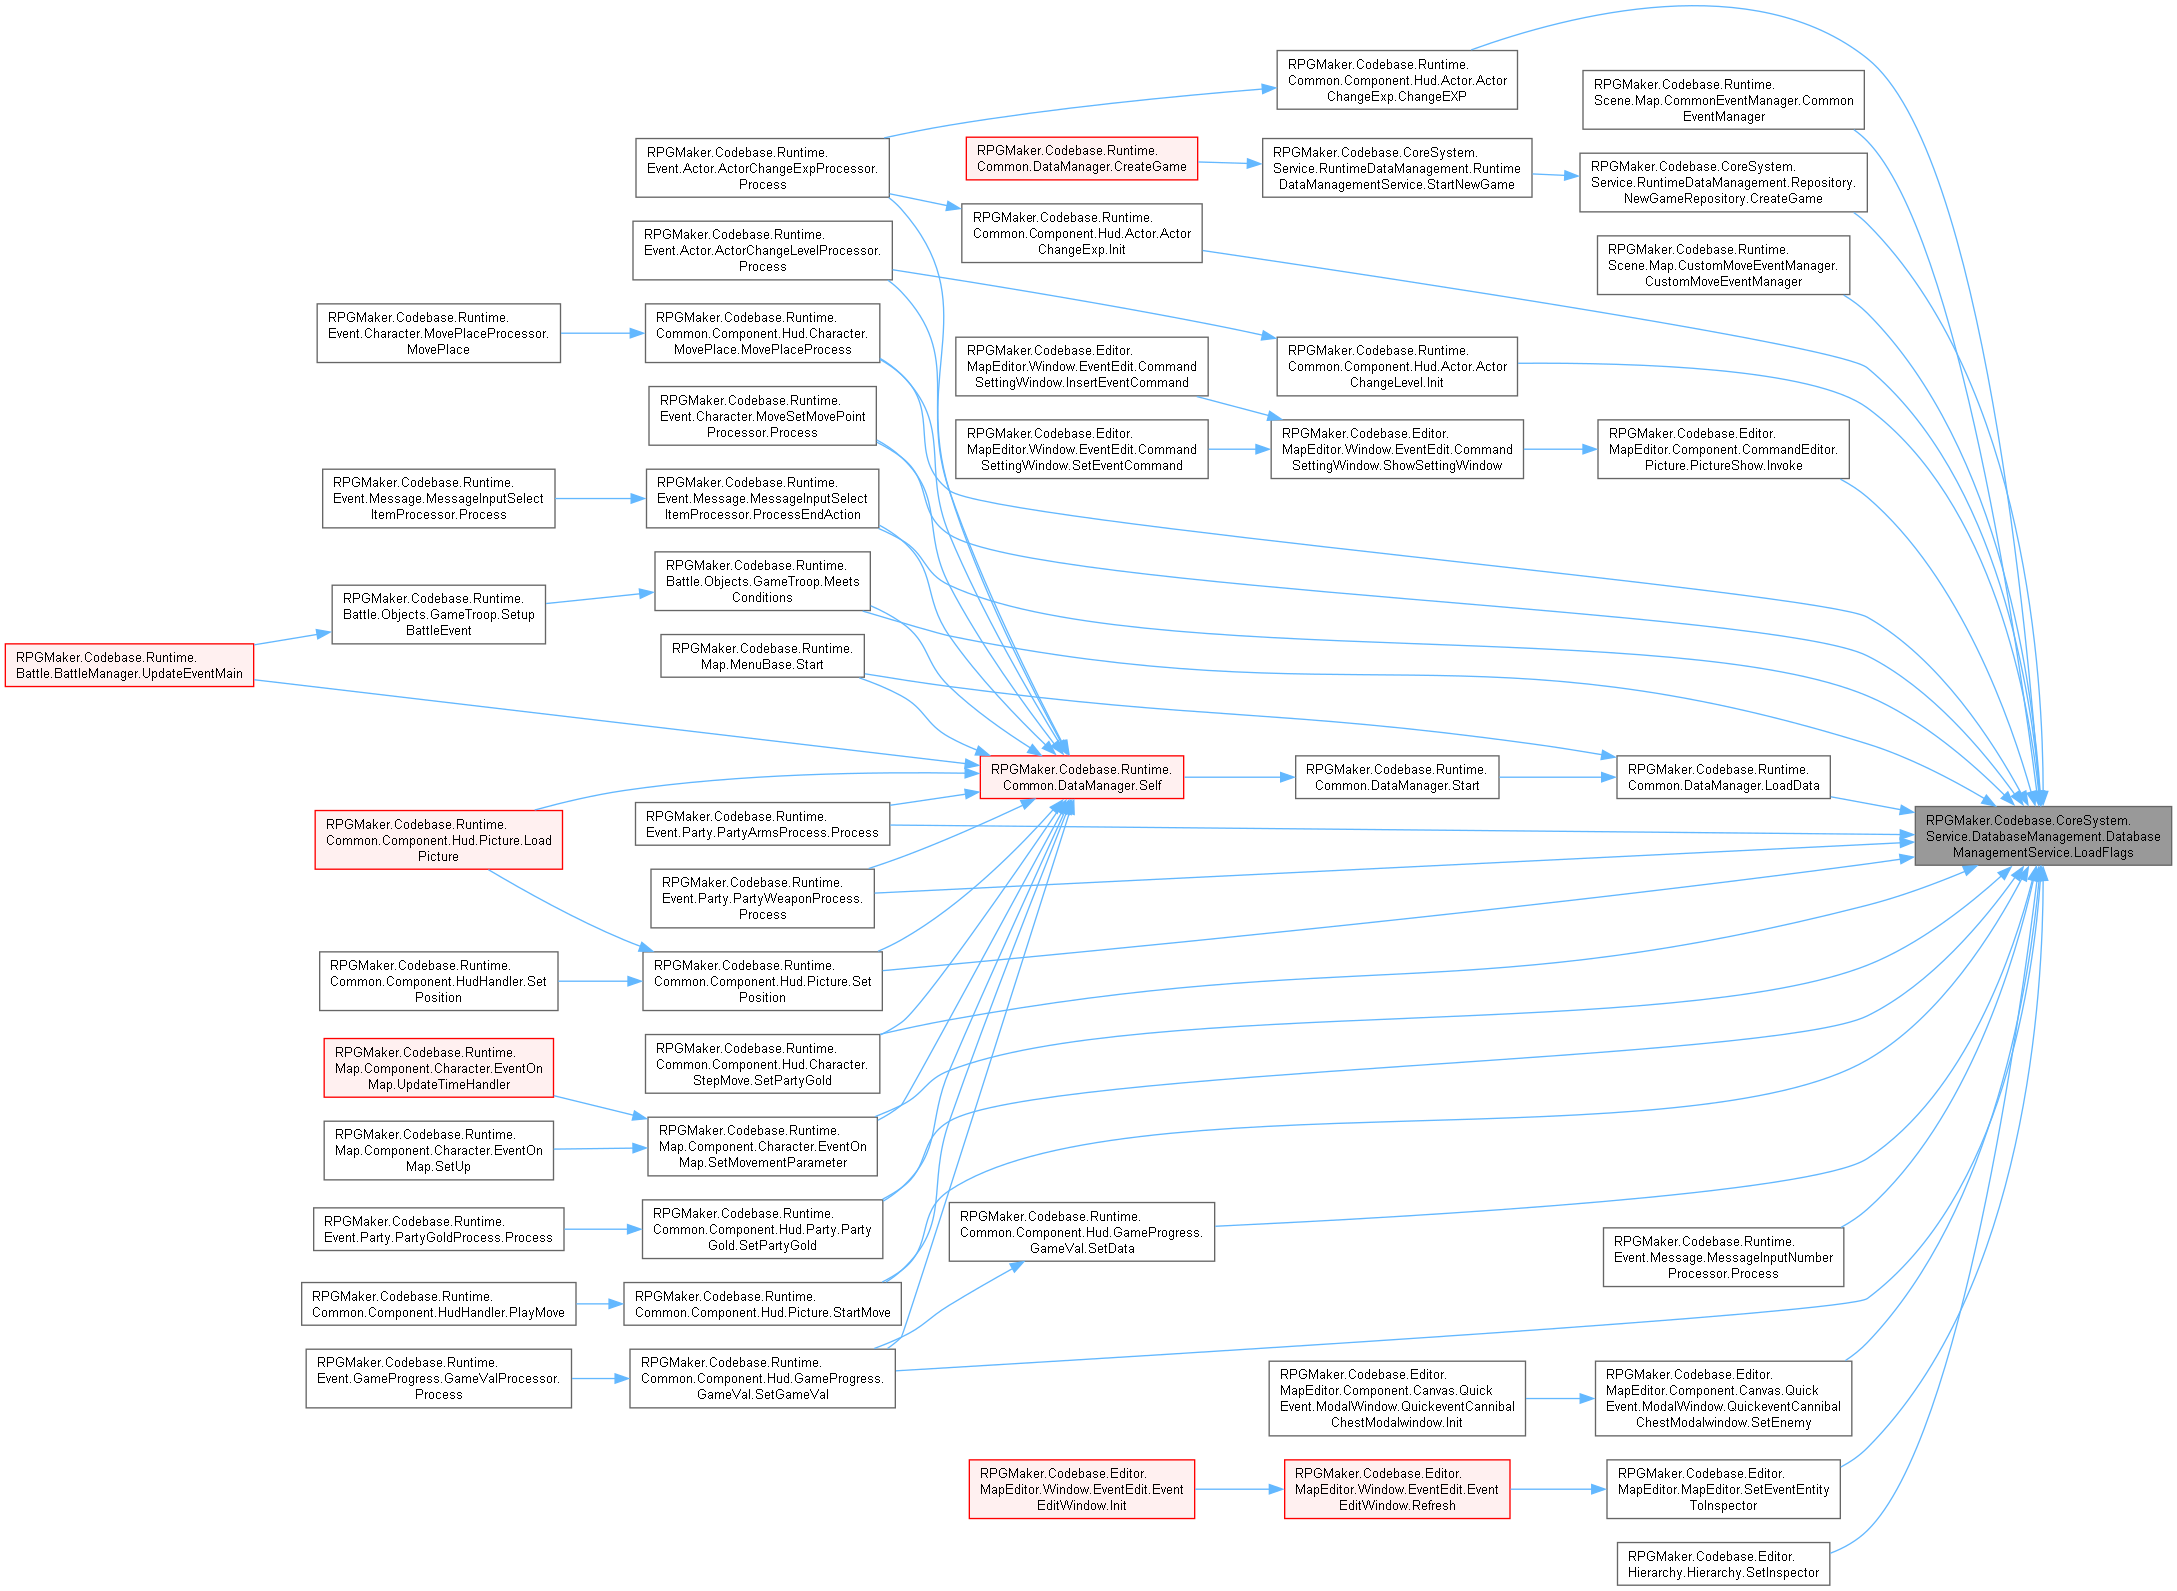 RPGMaker.Codebase.Runtime.
Common.Component.Hud.Actor.Actor
ChangeExp.ChangeEXP
RPGMaker.Codebase.Runtime.
Scene.Map.CommonEventManager.Common
EventManager
RPGMaker.Codebase.Runtime.
Event.Actor.ActorChangeExpProcessor.
Process
RPGMaker.Codebase.Runtime.
Common.DataManager.CreateGame
RPGMaker.Codebase.CoreSystem.
Service.RuntimeDataManagement.Runtime
DataManagementService.StartNewGame
RPGMaker.Codebase.CoreSystem.
Service.RuntimeDataManagement.Repository.
NewGameRepository.CreateGame
RPGMaker.Codebase.Runtime.
Common.Component.Hud.Actor.Actor
ChangeExp.Init
RPGMaker.Codebase.Runtime.
Event.Actor.ActorChangeLevelProcessor.
Process
RPGMaker.Codebase.Runtime.
Scene.Map.CustomMoveEventManager.
CustomMoveEventManager
RPGMaker.Codebase.Runtime.
Event.Character.MovePlaceProcessor.
MovePlace
RPGMaker.Codebase.Runtime.
Common.Component.Hud.Character.
MovePlace.MovePlaceProcess
RPGMaker.Codebase.Editor.
MapEditor.Window.EventEdit.Command
SettingWindow.InsertEventCommand
RPGMaker.Codebase.Runtime.
Common.Component.Hud.Actor.Actor
ChangeLevel.Init
RPGMaker.Codebase.Runtime.
Event.Character.MoveSetMovePoint
Processor.Process
RPGMaker.Codebase.Editor.
MapEditor.Window.EventEdit.Command
SettingWindow.SetEventCommand
RPGMaker.Codebase.Editor.
MapEditor.Window.EventEdit.Command
SettingWindow.ShowSettingWindow
RPGMaker.Codebase.Editor.
MapEditor.Component.CommandEditor.
Picture.PictureShow.Invoke
RPGMaker.Codebase.Runtime.
Event.Message.MessageInputSelect
ItemProcessor.Process
RPGMaker.Codebase.Runtime.
Event.Message.MessageInputSelect
ItemProcessor.ProcessEndAction
RPGMaker.Codebase.Runtime.
Battle.Objects.GameTroop.Meets
Conditions
RPGMaker.Codebase.Runtime.
Battle.Objects.GameTroop.Setup
BattleEvent
RPGMaker.Codebase.Runtime.
Battle.BattleManager.UpdateEventMain
RPGMaker.Codebase.Runtime.
Map.MenuBase.Start
RPGMaker.Codebase.Runtime.
Common.DataManager.Self
RPGMaker.Codebase.Runtime.
Common.DataManager.Start
RPGMaker.Codebase.Runtime.
Common.DataManager.LoadData
RPGMaker.Codebase.CoreSystem.
Service.DatabaseManagement.Database
ManagementService.LoadFlags
RPGMaker.Codebase.Runtime.
Common.Component.Hud.Picture.Load
Picture
RPGMaker.Codebase.Runtime.
Event.Party.PartyArmsProcess.Process
RPGMaker.Codebase.Runtime.
Event.Party.PartyWeaponProcess.
Process
RPGMaker.Codebase.Runtime.
Common.Component.HudHandler.Set
Position
RPGMaker.Codebase.Runtime.
Common.Component.Hud.Picture.Set
Position
RPGMaker.Codebase.Runtime.
Common.Component.Hud.Character.
StepMove.SetPartyGold
RPGMaker.Codebase.Runtime.
Map.Component.Character.EventOn
Map.UpdateTimeHandler
RPGMaker.Codebase.Runtime.
Map.Component.Character.EventOn
Map.SetUp
RPGMaker.Codebase.Runtime.
Map.Component.Character.EventOn
Map.SetMovementParameter
RPGMaker.Codebase.Runtime.
Event.Party.PartyGoldProcess.Process
RPGMaker.Codebase.Runtime.
Common.Component.Hud.Party.Party
Gold.SetPartyGold
RPGMaker.Codebase.Runtime.
Common.Component.Hud.GameProgress.
GameVal.SetData
RPGMaker.Codebase.Runtime.
Event.Message.MessageInputNumber
Processor.Process
RPGMaker.Codebase.Runtime.
Common.Component.HudHandler.PlayMove
RPGMaker.Codebase.Runtime.
Common.Component.Hud.Picture.StartMove
RPGMaker.Codebase.Runtime.
Event.GameProgress.GameValProcessor.
Process
RPGMaker.Codebase.Runtime.
Common.Component.Hud.GameProgress.
GameVal.SetGameVal
RPGMaker.Codebase.Editor.
MapEditor.Component.Canvas.Quick
Event.ModalWindow.QuickeventCannibal
ChestModalwindow.Init
RPGMaker.Codebase.Editor.
MapEditor.Component.Canvas.Quick
Event.ModalWindow.QuickeventCannibal
ChestModalwindow.SetEnemy
RPGMaker.Codebase.Editor.
MapEditor.Window.EventEdit.Event
EditWindow.Init
RPGMaker.Codebase.Editor.
MapEditor.Window.EventEdit.Event
EditWindow.Refresh
RPGMaker.Codebase.Editor.
MapEditor.MapEditor.SetEventEntity
ToInspector
RPGMaker.Codebase.Editor.
Hierarchy.Hierarchy.SetInspector